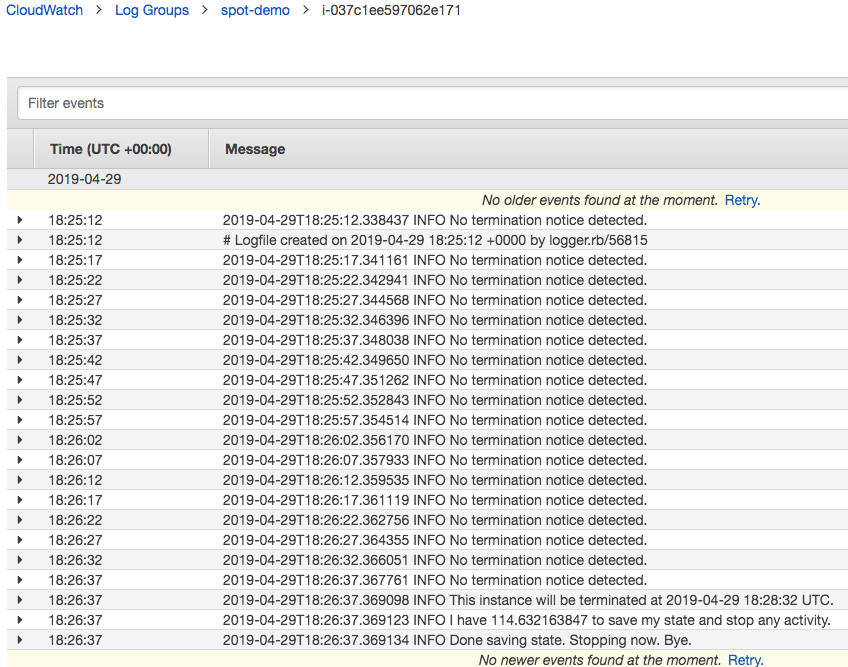 CloudWatch > Log Groups > spot-demo > i-037c1ee597062e171
Filter events
Time (UTC +00:00) Message
2019-04-29
No older events found at the moment. Retry.
18:25:12 2019-04-29T18:25:12.338437 INFO No termination notice detected.
18:25:12 # Logfile created on 2019-04-29 18:25:12 +0000 by logger.rb/56815
18:25:17 2019-04-29T18:25:17.341161 INFO No termination notice detected.
18:25:22 2019-04-29T18:25:22.342941 INFO No termination notice detected.
18:25:27 2019-04-29T18:25:27.344568 INFO No termination notice detected.
18:25:32 2019-04-29T18:25:32.346396 INFO No termination notice detected.
18:25:37 2019-04-29T18:25:37.348038 INFO No termination notice detected.
18:25:42 2019-04-29T18:25:42.349650 INFO No termination notice detected.
18:25:47 2019-04-29T18:25:47.351262 INFO No termination notice detected.
18:25:52 2019-04-29T18:25:52.352843 INFO No termination notice detected.
18:25:57 2019-04-29T18:25:57.354514 INFO No termination notice detected.
18:26:02 2019-04-29T18:26:02.356170 INFO No termination notice detected.
18:26:07 2019-04-29T18:26:07.357933 INFO No termination notice detected.
18:26:12 2019-04-29T18:26:12.359535 INFO No termination notice detected.
18:26:17 2019-04-29T18:26:17.361119 INFO No termination notice detected.
18:26:22 2019-04-29T18:26:22.362756 INFO No termination notice detected.
18:26:27 2019-04-29T18:26:27.364355 INFO No termination notice detected.
18:26:32 2019-04-29T18:26:32.366051 INFO No termination notice detected.
18:26:37 2019-04-29T18:26:37.367761 INFO No termination notice detected.
18:26:37 2019-04-29T18:26:37.369098 INFO This instance will be terminated at 2019-04-29 18:28:32 UTC.
18:26:37 2019-04-29T18:26:37.369123 INFO I have 114.632163847 to save my state and stop any activity.
18:26:37 2019-04-29T18:26:37.369134 INFO Done saving state. Stopping now. Bye.
No newer events found at the moment. Retry.